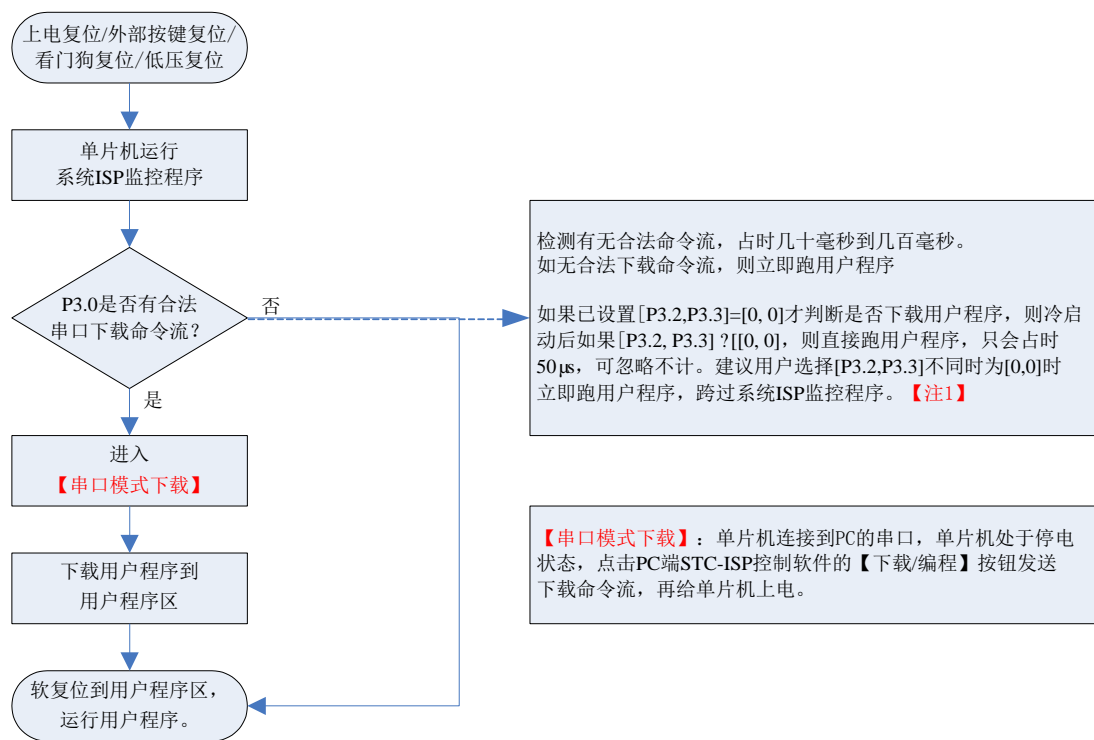 上电复位/外部按键复位/
看门狗复位/低压复位
单片机运行
系统ISP监控程序
P3.0是否有合法
串口下载命令流？
否
是
进入
【串口模式下载】
下载用户程序到
用户程序区
软复位到用户程序区，
运行用户程序。
检测有无合法命令流，占时几十毫秒到几百毫秒。
如无合法下载命令流，则立即跑用户程序
如果已设置[P3.2,P3.3]=[0, 0]才判断是否下载用户程序，则冷启
动后如果[P3.2, P3.3] ?[[0, 0]，则直接跑用户程序，只会占时
50μs，可忽略不计。建议用户选择[P3.2,P3.3]不同时为[0,0]时
立即跑用户程序，跨过系统ISP监控程序。【注1】
【串口模式下载】：单片机连接到PC的串口，单片机处于停电
状态，点击PC端STC-ISP控制软件的【下载/编程】按钮发送
下载命令流，再给单片机上电。